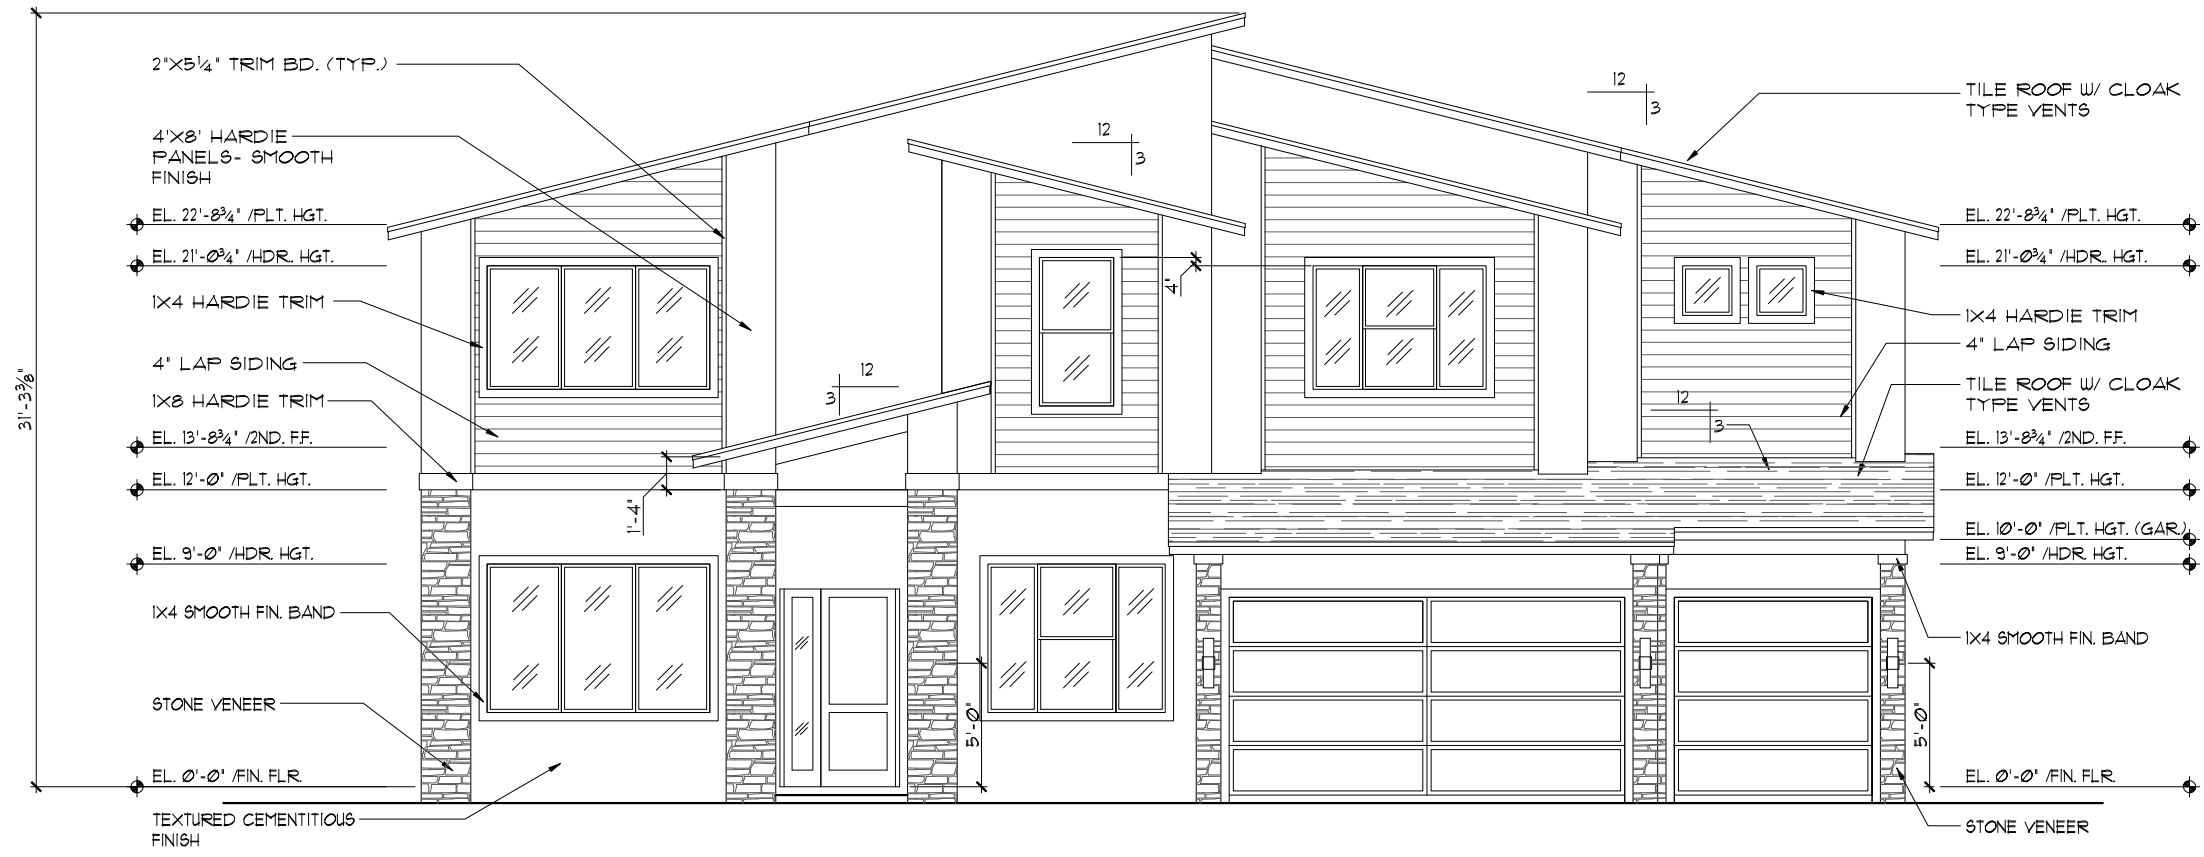 2"X5¼" TRIM BD. (TYP.)
4'X8' HARDIE
PANELS- SMOOTH
FINISH
EL. 22'-8¾" /PLT. HGT.
EL. 21'-0¾" /HDR. HGT.
1X4 HARDIE TRIM
4" LAP SIDING
1X8 HARDIE TRIM
EL. 13'-8¾" /2ND. F.F.
EL. 12'-0" /PLT. HGT.
EL. 9'-0" /HDR. HGT.
1X4 SMOOTH FIN. BAND
STONE VENEER
EL. 0'-0" /FIN. FLR.
TEXTURED CEMENTITIOUS
FINISH
31'-3⅜"
12
3
1'-4"
12
3
4"
5'-0"
12
3
12
3
TILE ROOF W/ CLOAK
TYPE VENTS
EL. 22'-8¾" /PLT. HGT.
EL. 21'-0¾" /HDR. HGT.
1X4 HARDIE TRIM
4" LAP SIDING
TILE ROOF W/ CLOAK
TYPE VENTS
EL. 13'-8¾" /2ND. F.F.
EL. 12'-0" /PLT. HGT.
EL. 10'-0" /PLT. HGT. (GAR.)
EL. 9'-0" /HDR. HGT.
1X4 SMOOTH FIN. BAND
5'-0"
EL. 0'-0" /FIN. FLR.
STONE VENEER